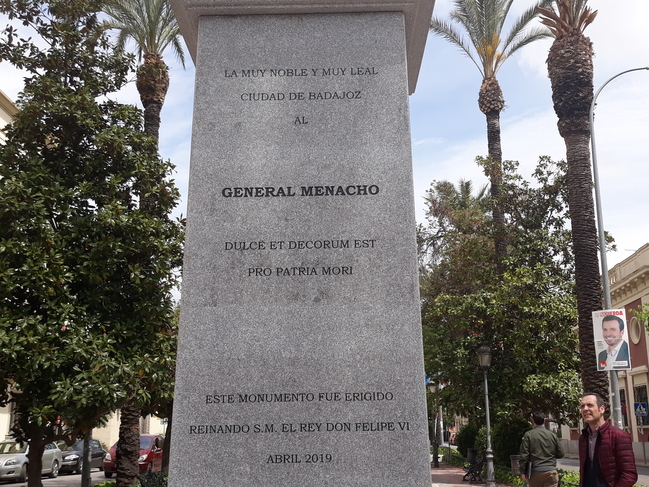 LA MUY NOBLE Y MUY LEAL
CIUDAD DE BADAJOZ
AL
GENERAL MENACHO
DULCE ET DECORUM EST
PRO PATRIA MORI
ESTE MONUMENTO FUE ERIGIDO
REINANDO S.M. EL REY DON FELIPE VI
ABRIL 2019